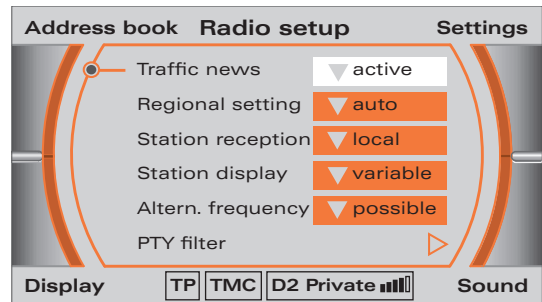 Address book Radio setup Settings
Traffic news active
Regional setting auto
Station reception local
Station display variable
Altern. frequency possible
PTY filter
Display TP TMC D2 Private Sound